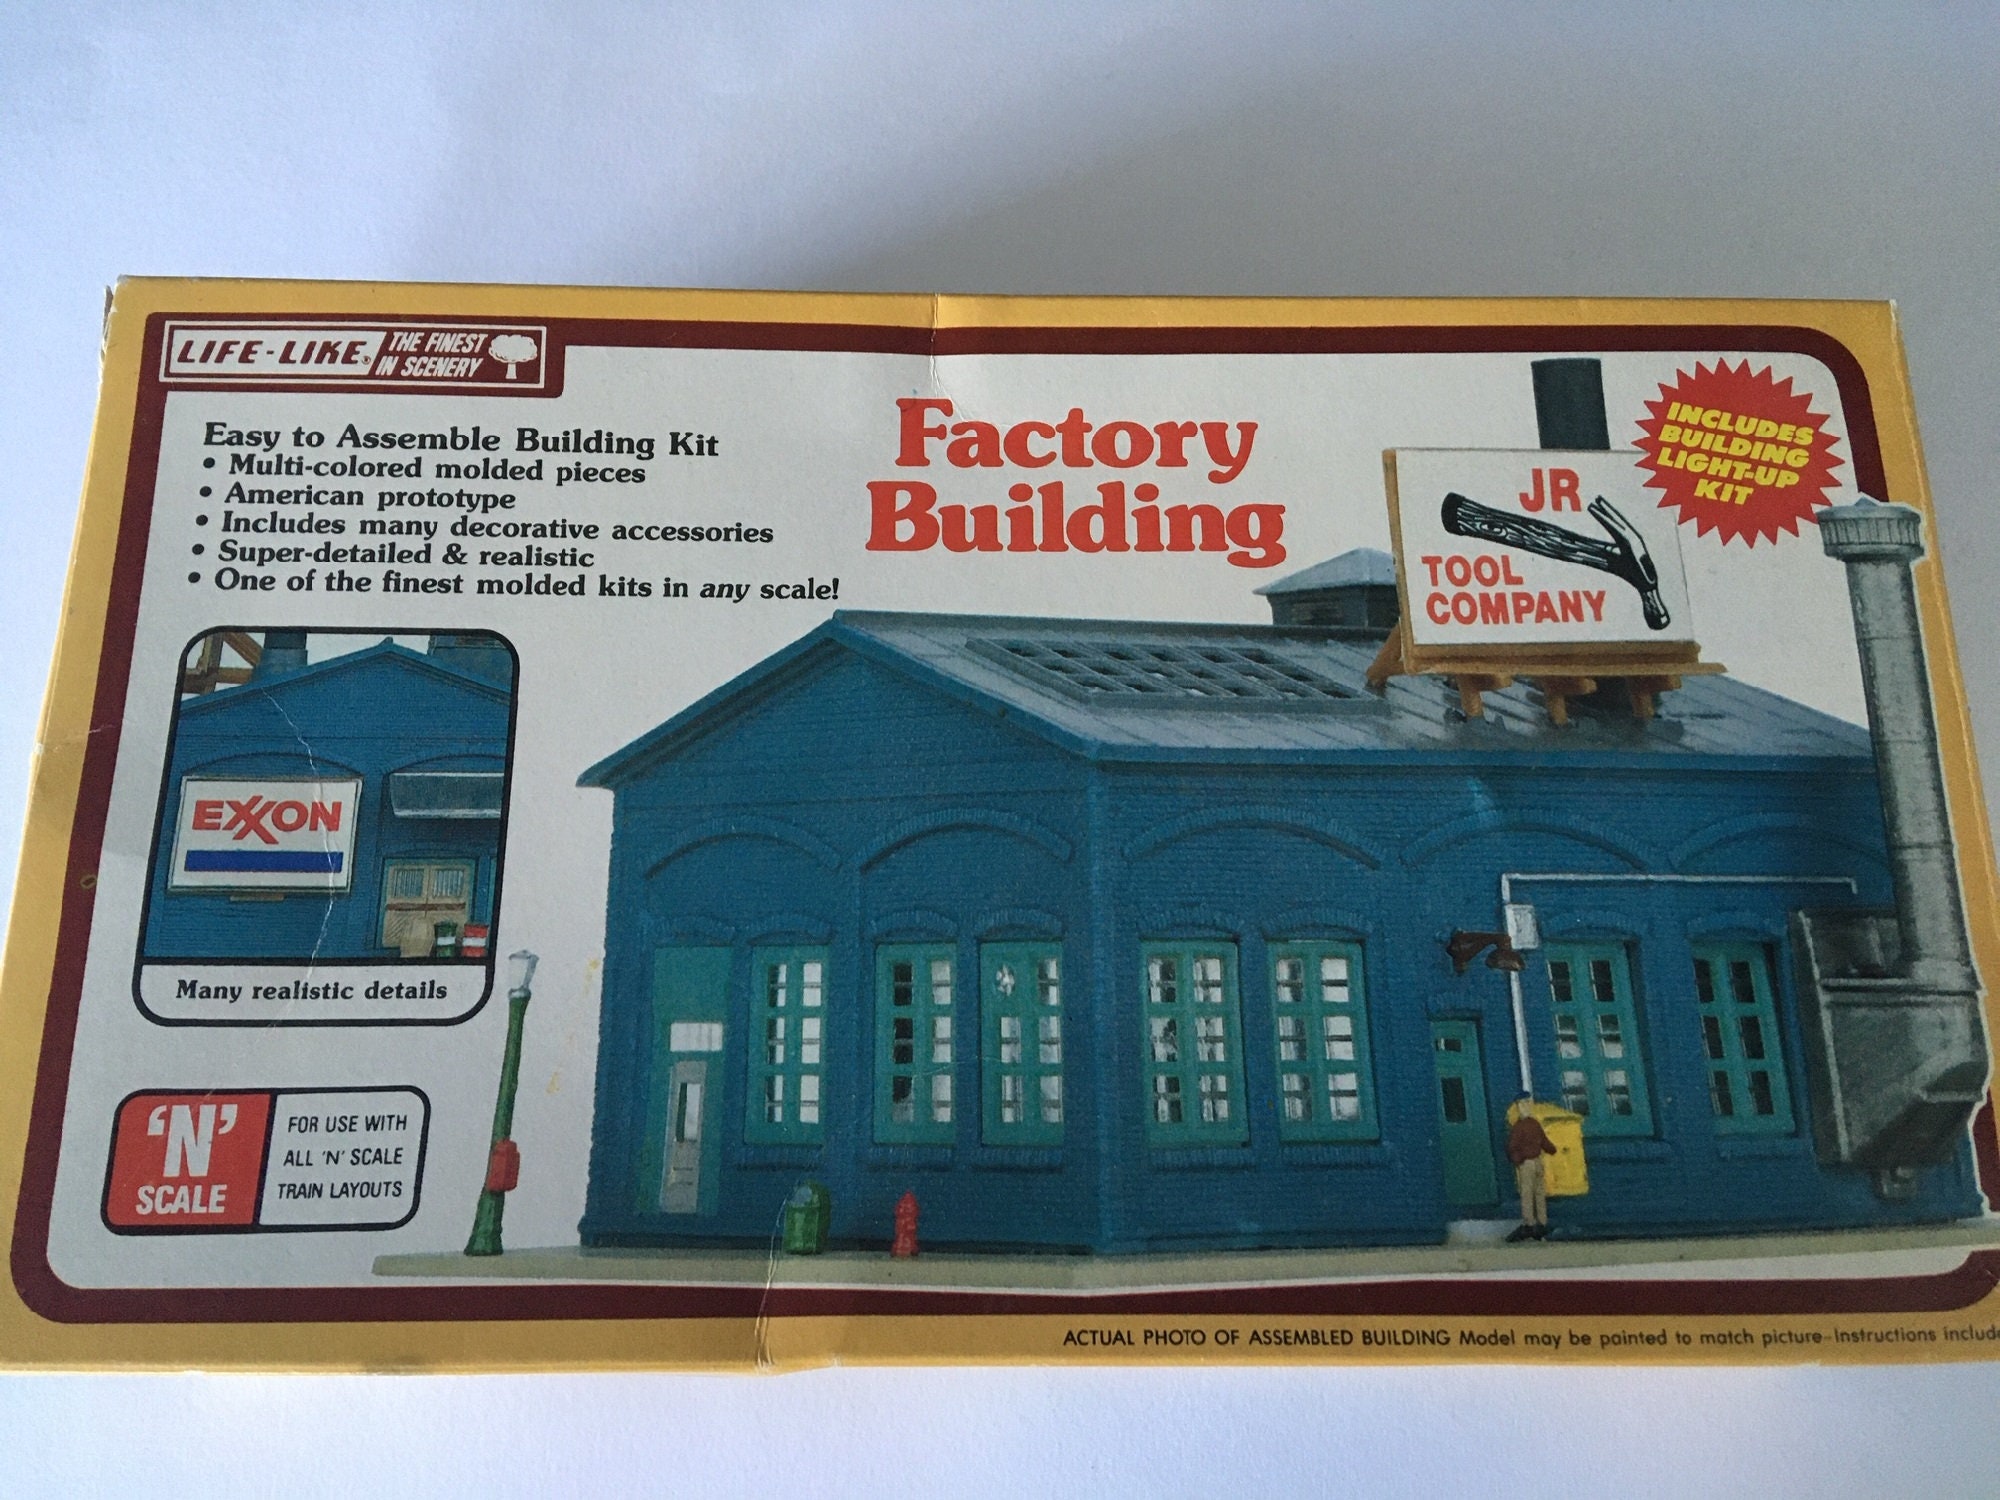 LIFE-LIKE® THE FINEST
IN SCENERY
Easy to Assemble Building Kit
• Multi-colored molded pieces
• American prototype
• Includes many decorative accessories
• Super-detailed & realistic
• One of the finest molded kits in any scale!
Factory
Building
JR
TOOL
COMPANY
INCLUDES
BUILDING
LIGHT-UP
KIT
EXXON
Many realistic details
'N'
SCALE
FOR USE WITH
ALL 'N' SCALE
TRAIN LAYOUTS
ACTUAL PHOTO OF ASSEMBLED BUILDING Model may be painted to match picture-Instructions include